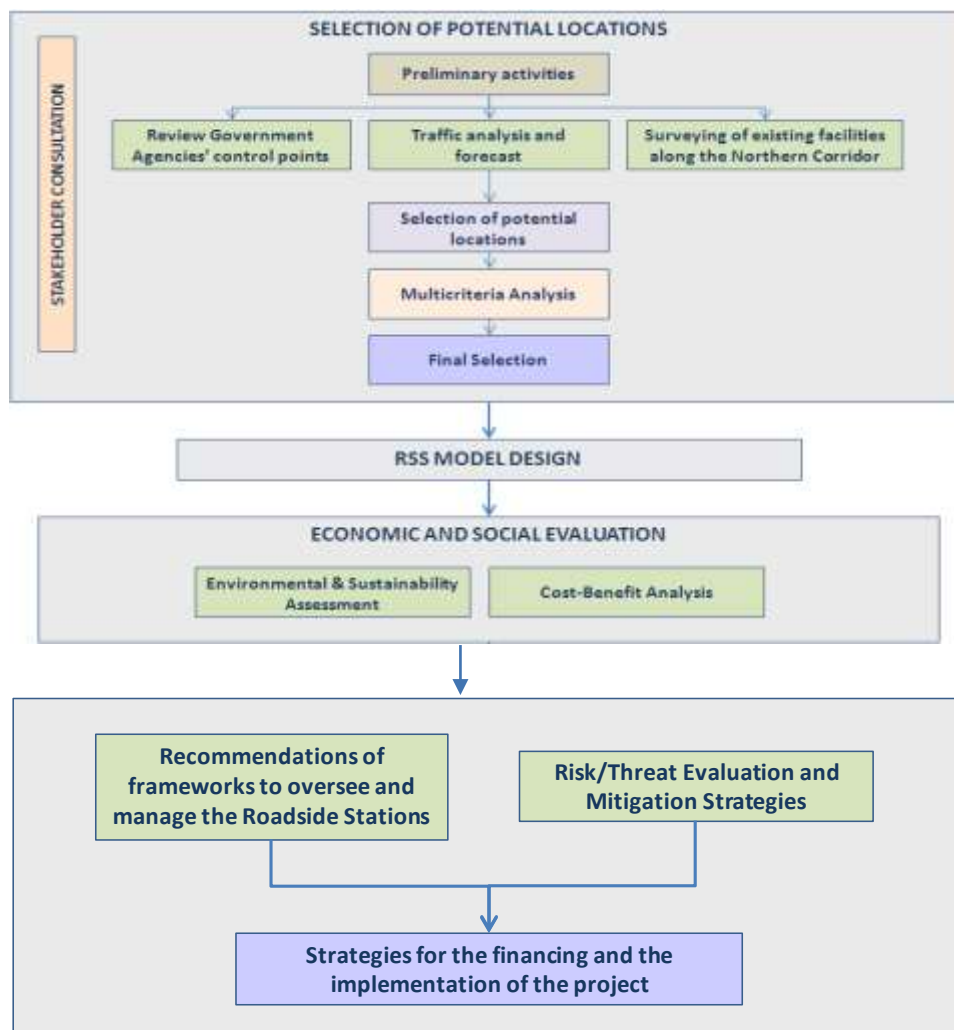 SELECTION OF POTENTIAL LOCATIONS
STAKEHOLDER CONSULTATION
Preliminary activities
Review Government
Agencies' control points
Traffic analysis and
forecast
Surveying of existing facilities
along the Northern Corridor
Selection of potential
locations
Multicriteria Analysis
Final Selection
RSS MODEL DESIGN
ECONOMIC AND SOCIAL EVALUATION
Environmental & Sustainability
Assessment
Cost-Benefit Analysis
Recommendations of
frameworks to oversee and
manage the Roadside Stations
Risk/Threat Evaluation and
Mitigation Strategies
Strategies for the financing and the
implementation of the project